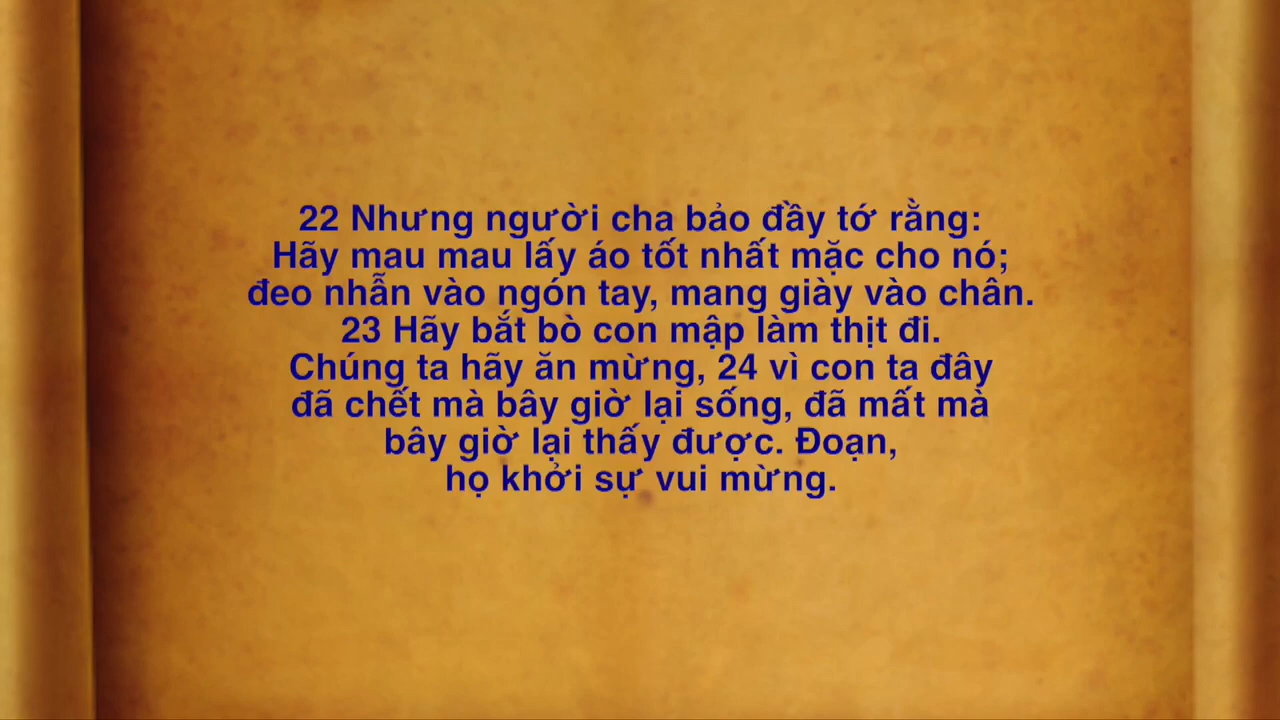 22 Nhưng người cha bảo đầy tớ rằng:
Hãy mau mau lấy áo tốt nhất mặc cho nó;
đeo nhẫn vào ngón tay, mang giày vào chân.
23 Hãy bắt bò con mập làm thịt đi.
Chúng ta hãy ăn mừng, 24 vì con ta đây
đã chết mà bây giờ lại sống, đã mất mà
bây giờ lại thấy được. Đoạn,
họ khởi sự vui mừng.